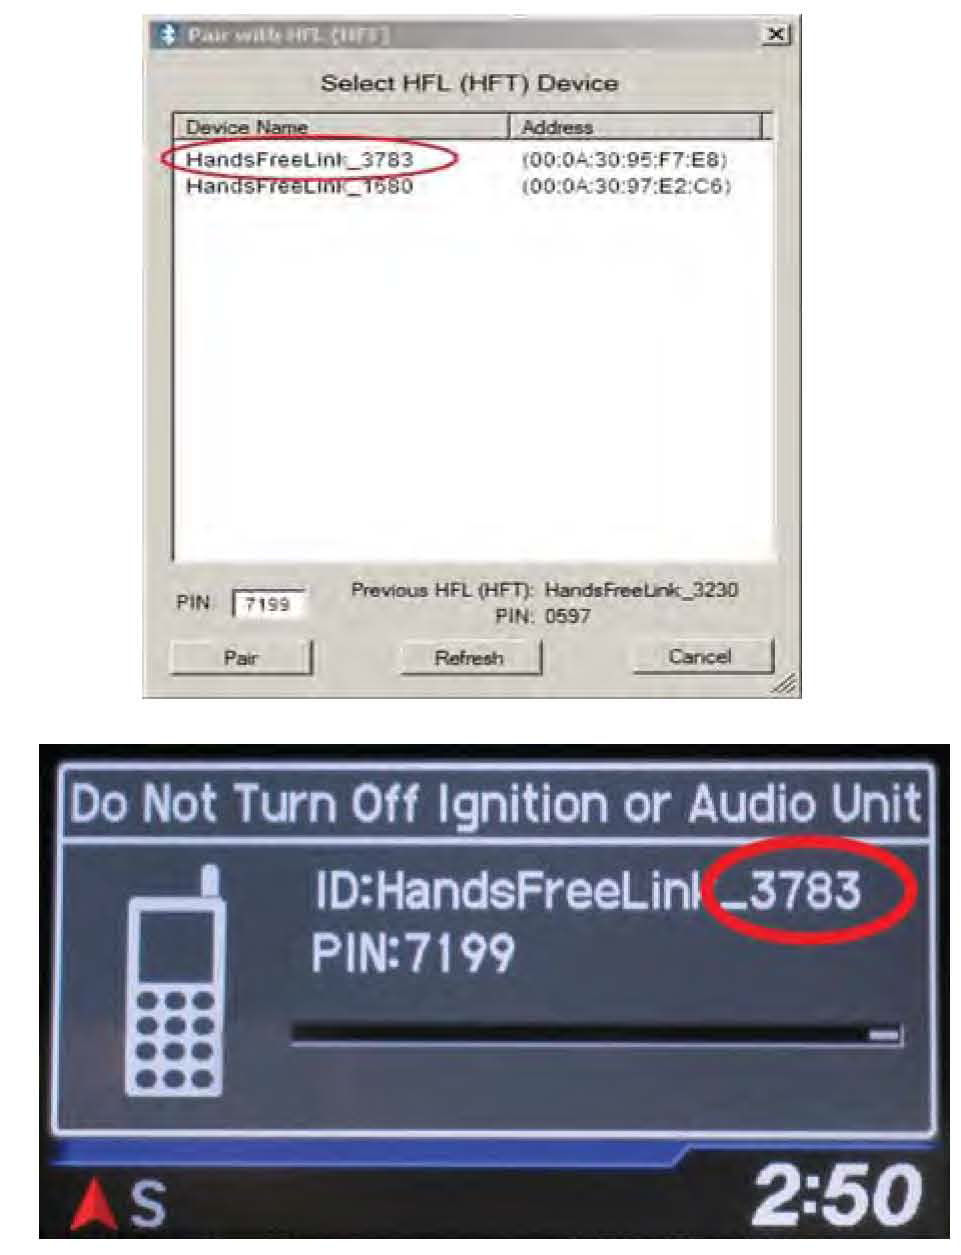 Pair with HFL (HFT)
Select HFL (HFT) Device
Device Name Address
HandsFreeLink_3783 (00:0A:30:95:F7:E8)
HandsFreeLink_1580 (00:0A:30:97:E2:C6)
PIN: 7199 Previous HFL (HFT): HandsFreeLink_3230
PIN: 0597
Pair Refresh Cancel
Do Not Turn Off Ignition or Audio Unit
ID:HandsFreeLink_3783
PIN:7199
S 2:50